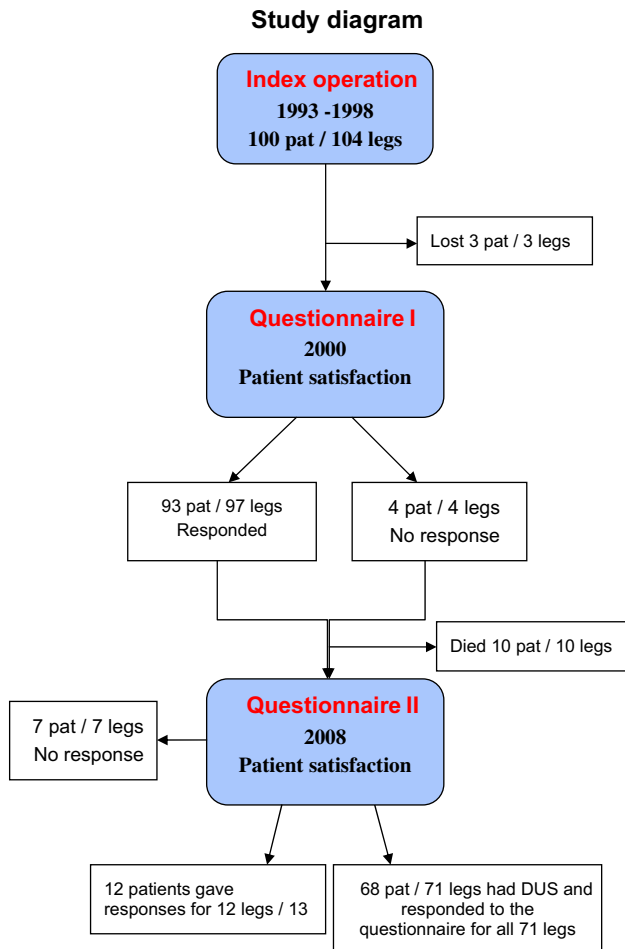 Study diagram
Index operation
1993 -1998
100 pat / 104 legs
Lost 3 pat / 3 legs
Questionnaire I
2000
Patient satisfaction
93 pat / 97 legs
Responded
4 pat / 4 legs
No response
Died 10 pat / 10 legs
Questionnaire II
2008
Patient satisfaction
7 pat / 7 legs
No response
12 patients gave
responses for 12 legs / 13
68 pat / 71 legs had DUS and
responded to the
questionnaire for all 71 legs